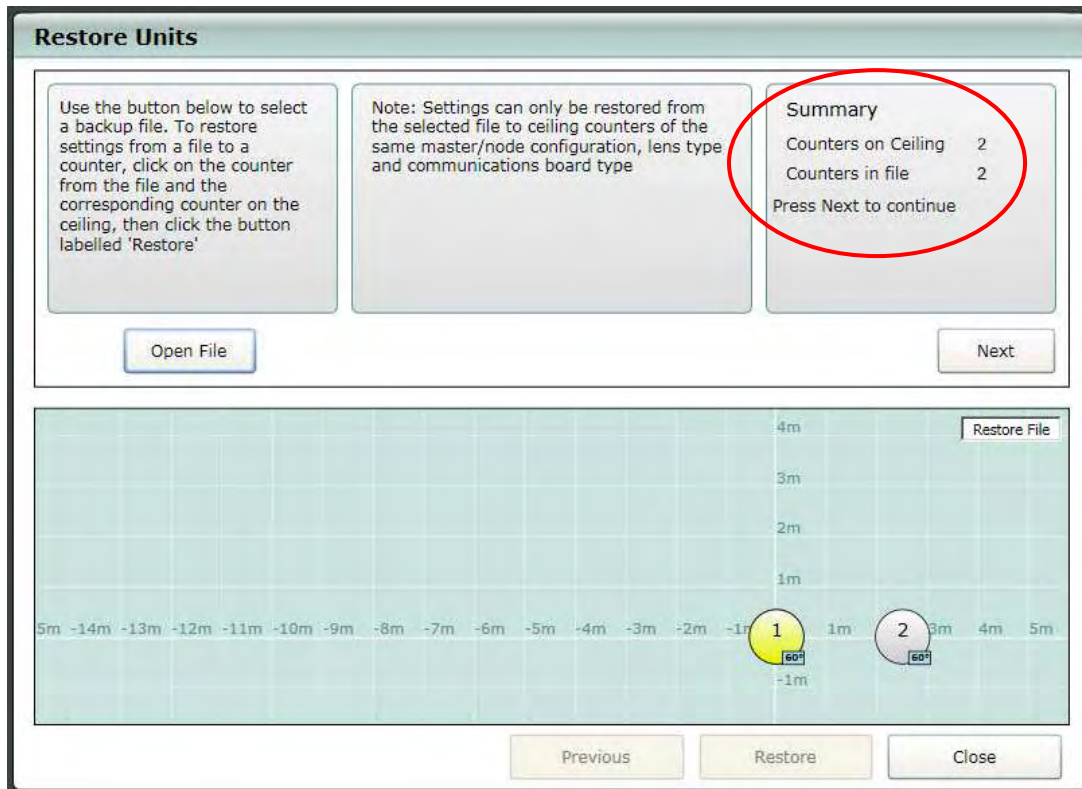 Restore Units
Use the button below to select
a backup file. To restore
settings from a file to a
counter, click on the counter
from the file and the
corresponding counter on the
ceiling, then click the button
labelled 'Restore'
Note: Settings can only be restored from
the selected file to ceiling counters of the
same master/node configuration, lens type
and communications board type
Summary
Counters on Ceiling 2
Counters in file 2
Press Next to continue
Open File
Next
Restore File
4m
3m
2m
1m
5m -14m -13m -12m -11m -10m -9m -8m -7m -6m -5m -4m -3m -2m -1 1 1m 2 3m 4m 5m
60° 60°
-1m
Previous
Restore
Close